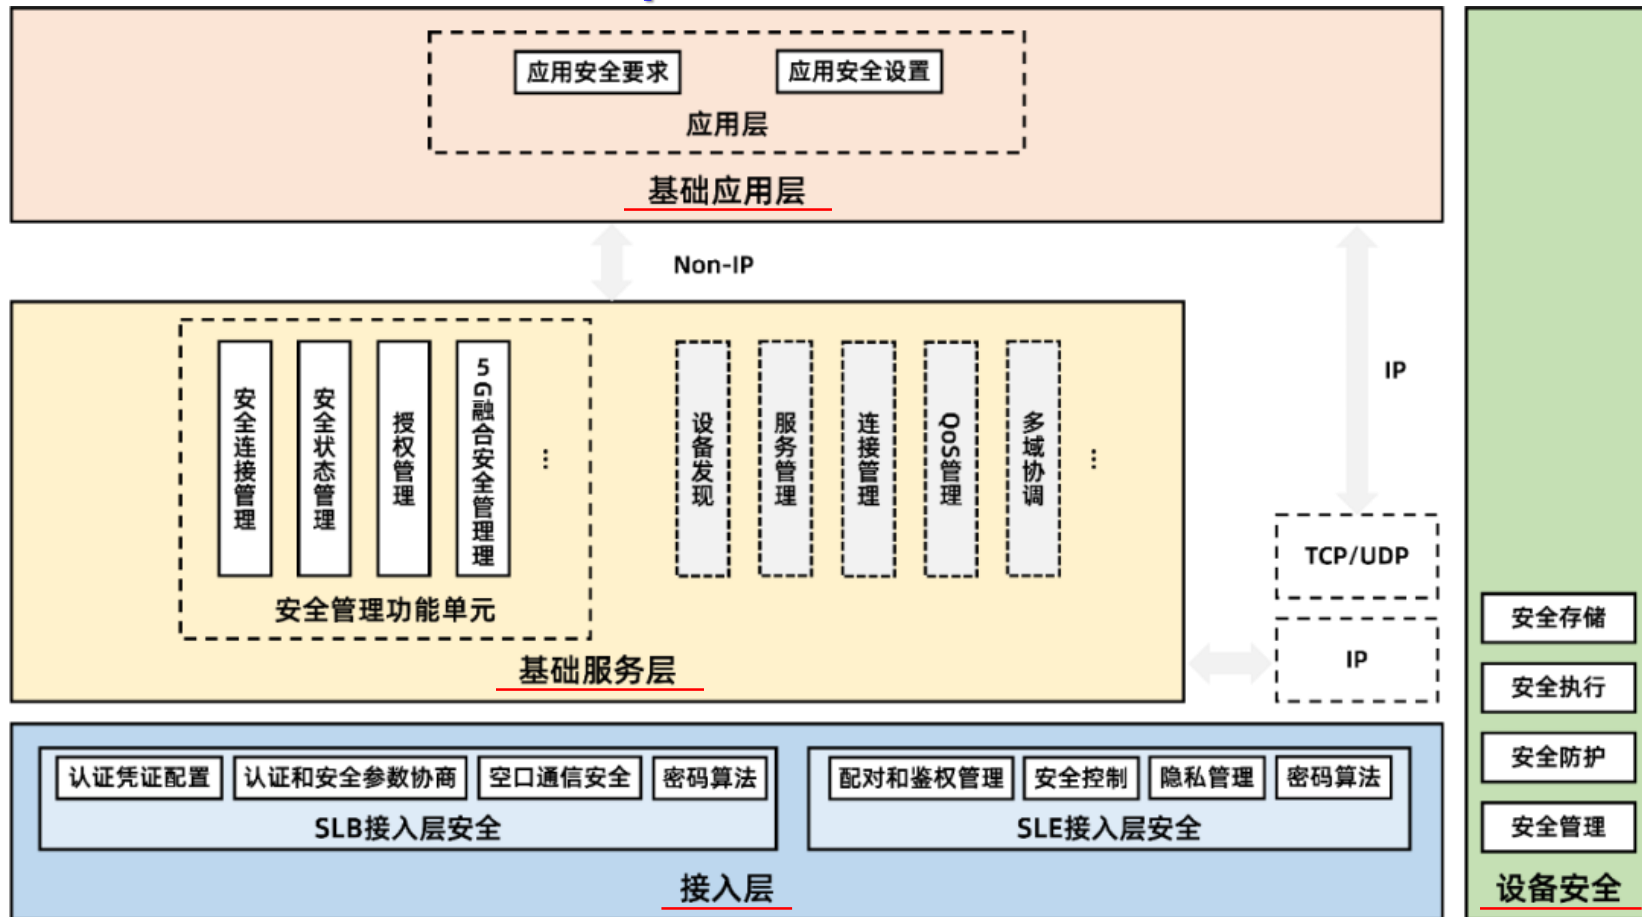 应用安全要求
应用安全设置
应用层
基础应用层
Non-IP
IP
安全连接管理
安全状态管理
授权管理
5G融合安全管理理
...
设备发现
服务管理
连接管理
QoS管理
多域协调
...
安全管理功能单元
基础服务层
TCP/UDP
IP
认证凭证配置
认证和安全参数协商
空口通信安全
密码算法
SLB接入层安全
配对和鉴权管理
安全控制
隐私管理
密码算法
SLE接入层安全
接入层
安全存储
安全执行
安全防护
安全管理
设备安全